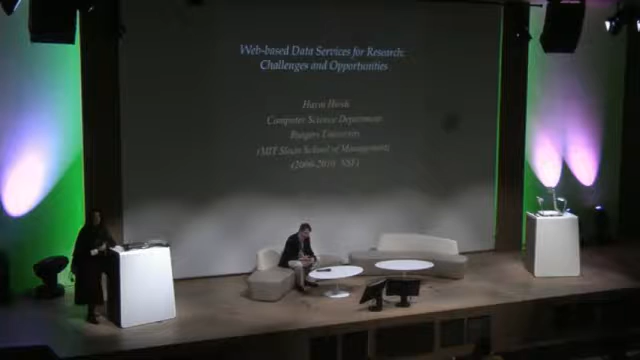 Web-based Data Services for Research:
Challenges and Opportunities
Haym Hirsh
Computer Science Department
Rutgers University
(MIT Sloan School of Management)
(2006-2010 NSF)